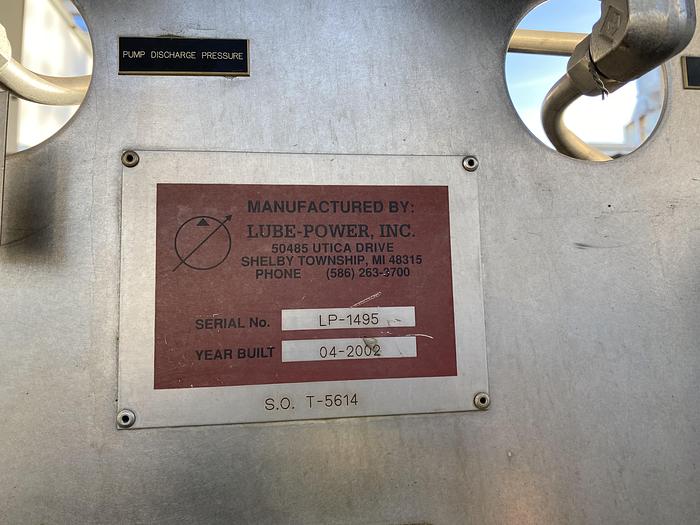 PUMP DISCHARGE PRESSURE
MANUFACTURED BY:
LUBE-POWER, INC.
50485 UTICA DRIVE
SHELBY TOWNSHIP, MI 48315
PHONE (586) 263-3700
SERIAL No. LP-1495
YEAR BUILT 04-2002
S.O. T-5614